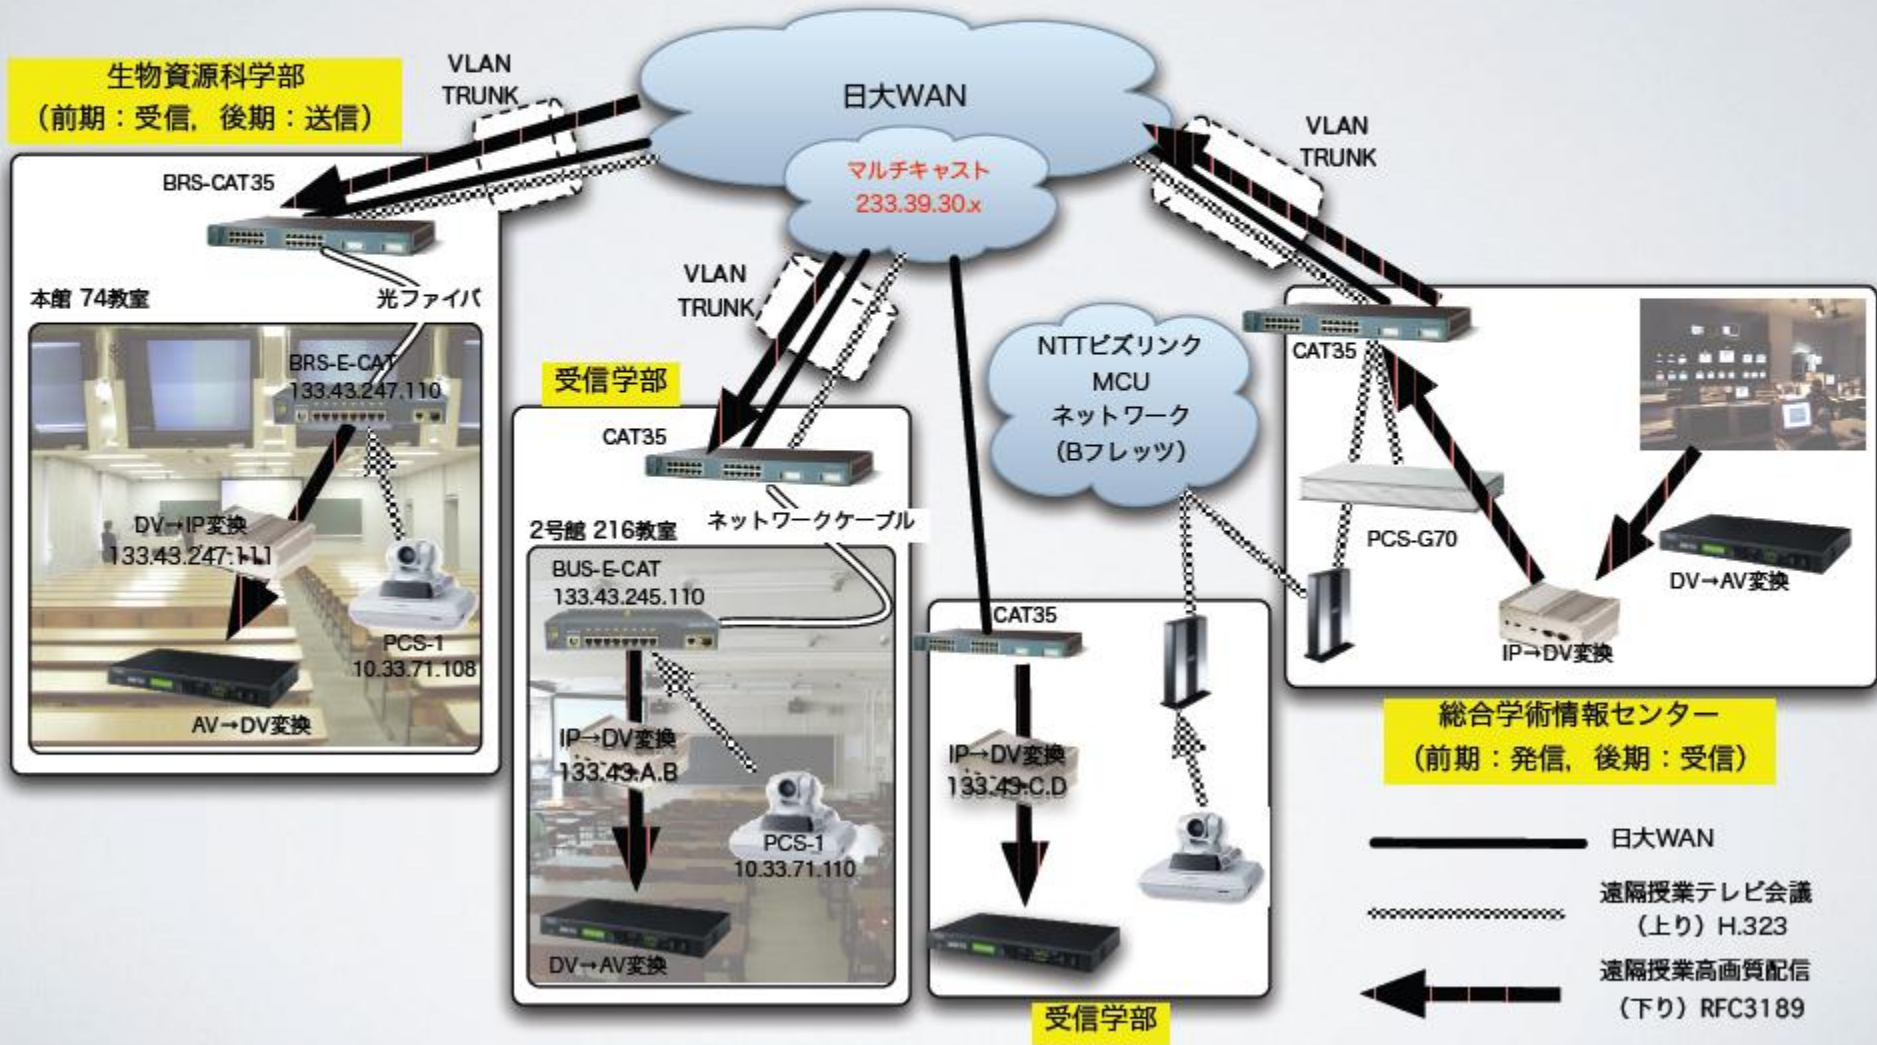 生物資源科学部
（前期：受信，後期：送信）
VLAN
TRUNK
日大WAN
マルチキャスト
233.39.30.x
VLAN
TRUNK
BRS-CAT35
本館 74教室
光ファイバ
BRS-E-CAT
133.43.247.110
DV→IP変換
133.43.247.111
PCS-1
10.33.71.108
AV→DV変換
VLAN
TRUNK
受信学部
CAT35
2号館 216教室
ネットワークケーブル
BUS-E-CAT
133.43.245.110
IP→DV変換
133.43.A.B
PCS-1
10.33.71.110
DV→AV変換
NTTビズリンク
MCU
ネットワーク
（Bフレッツ）
CAT35
IP→DV変換
133.43.C.D
受信学部
CAT35
PCS-G70
DV→AV変換
IP→DV変換
総合学術情報センター
（前期：発信，後期：受信）
日大WAN
遠隔授業テレビ会議
（上り）H.323
遠隔授業高画質配信
（下り）RFC3189